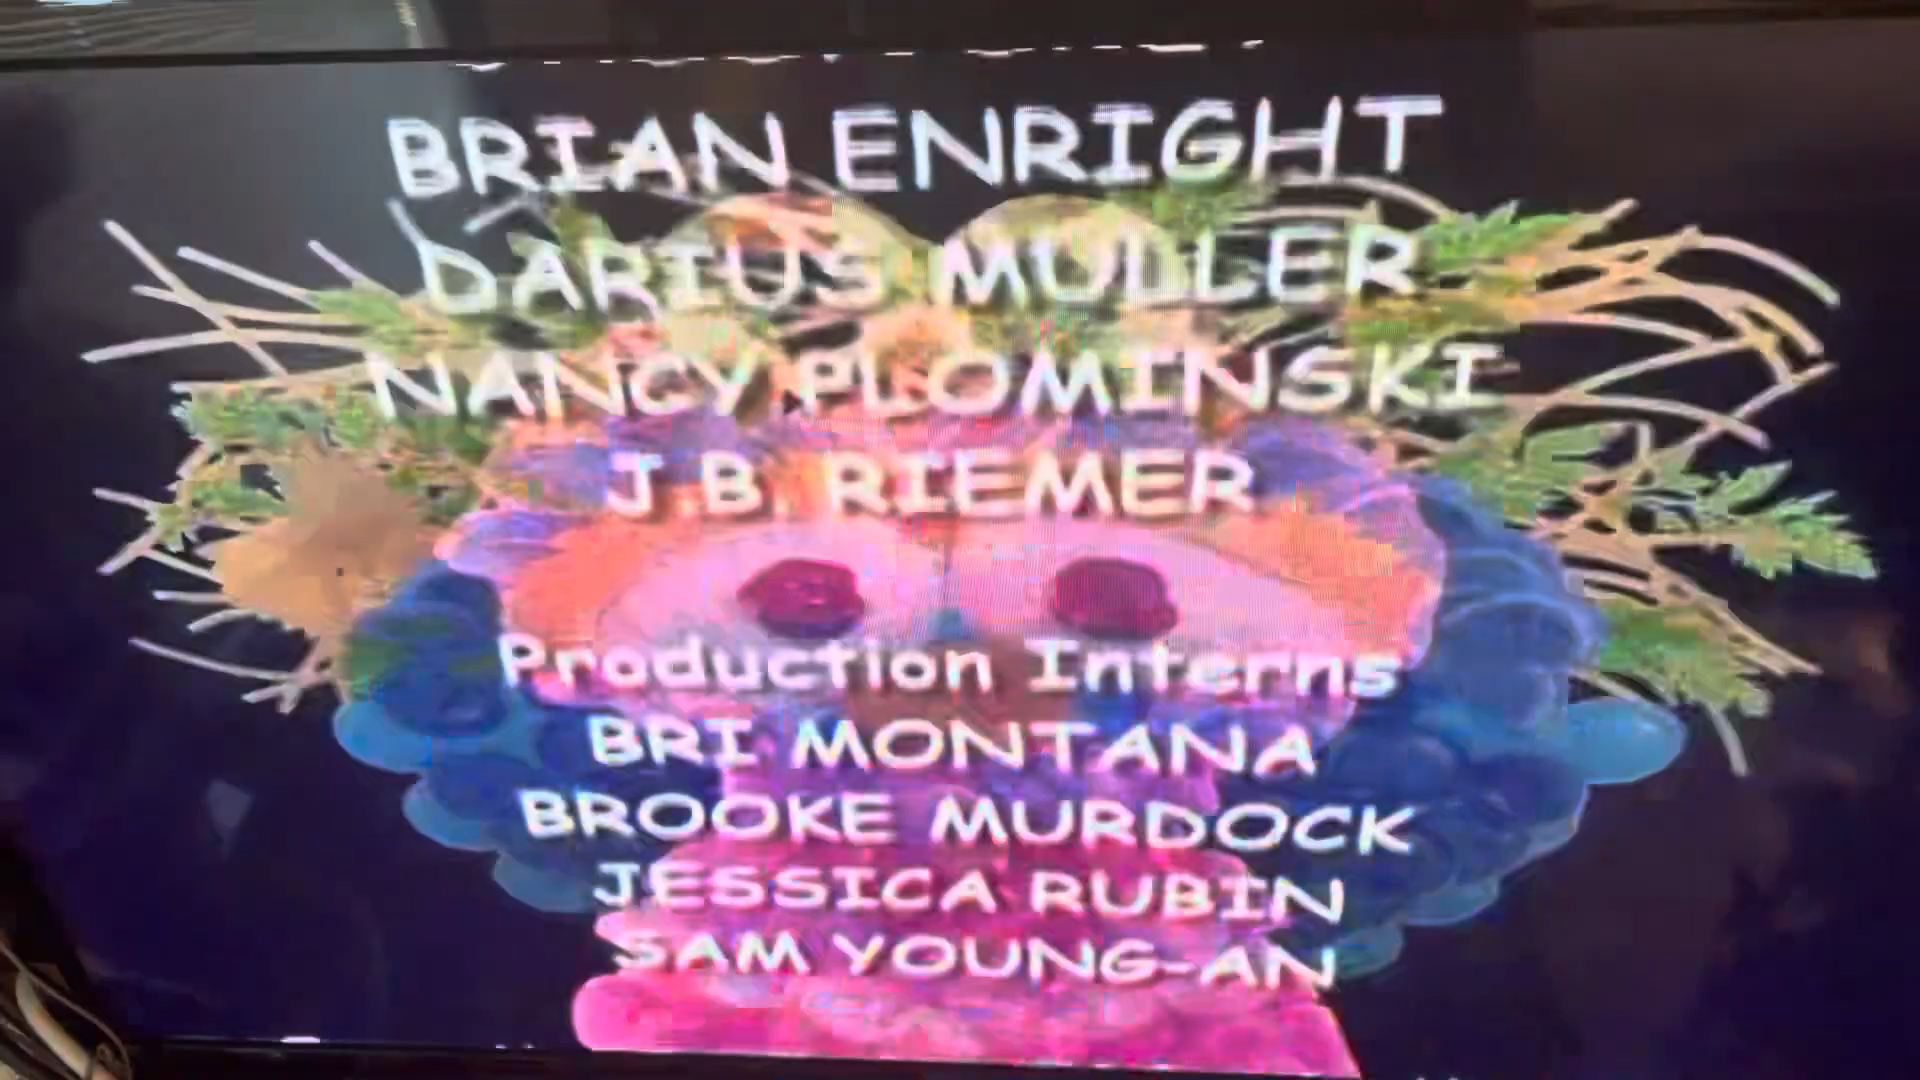 BRIAN ENRIGHT
DARIUS MULLER
NANCY PLOMINSKI
J.B. RIEMER
Production Interns
BRI MONTANA
BROOKE MURDOCK
JESSICA RUBIN
SAM YOUNG-AN